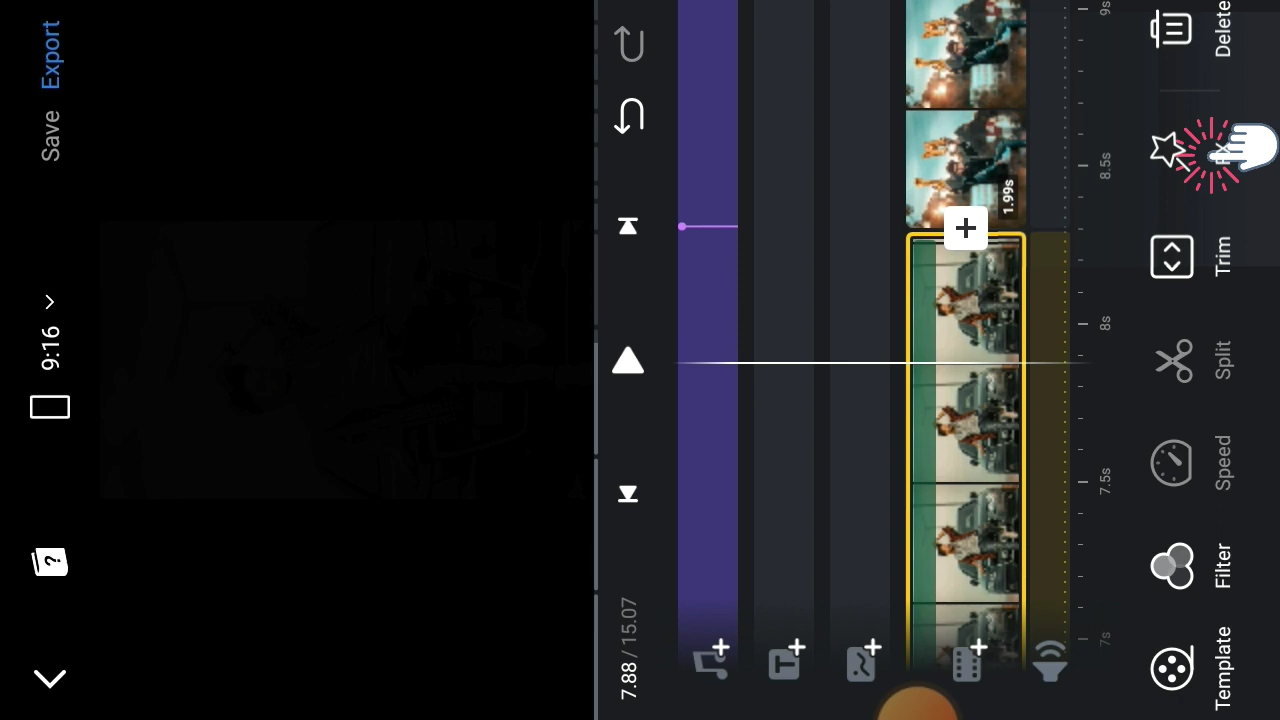 ? 9:16 Save Export
7.88 / 15.07
T
1.99s
7s 7.5s 8s 8.5s 9s
Template Filter Speed Split Trim Delete